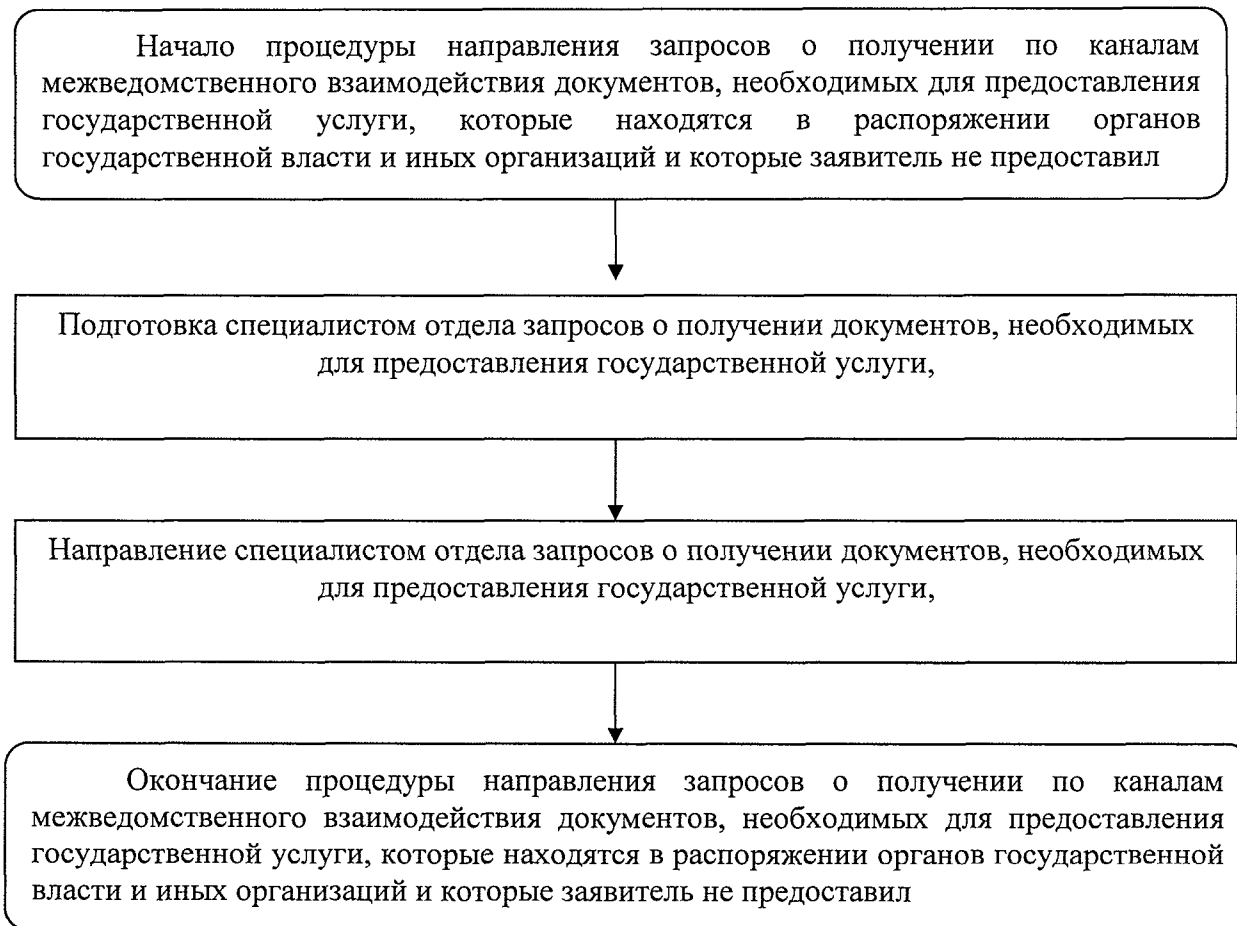 Начало процедуры направления запросов о получении по каналам
межведомственного взаимодействия документов, необходимых для предоставления
государственной услуги, которые находятся в распоряжении органов
государственной власти и иных организаций и которые заявитель не предоставил
Подготовка специалистом отдела запросов о получении документов, необходимых
для предоставления государственной услуги,
Направление специалистом отдела запросов о получении документов, необходимых
для предоставления государственной услуги,
Окончание процедуры направления запросов о получении по каналам
межведомственного взаимодействия документов, необходимых для предоставления
государственной услуги, которые находятся в распоряжении органов государственной
власти и иных организаций и которые заявитель не предоставил